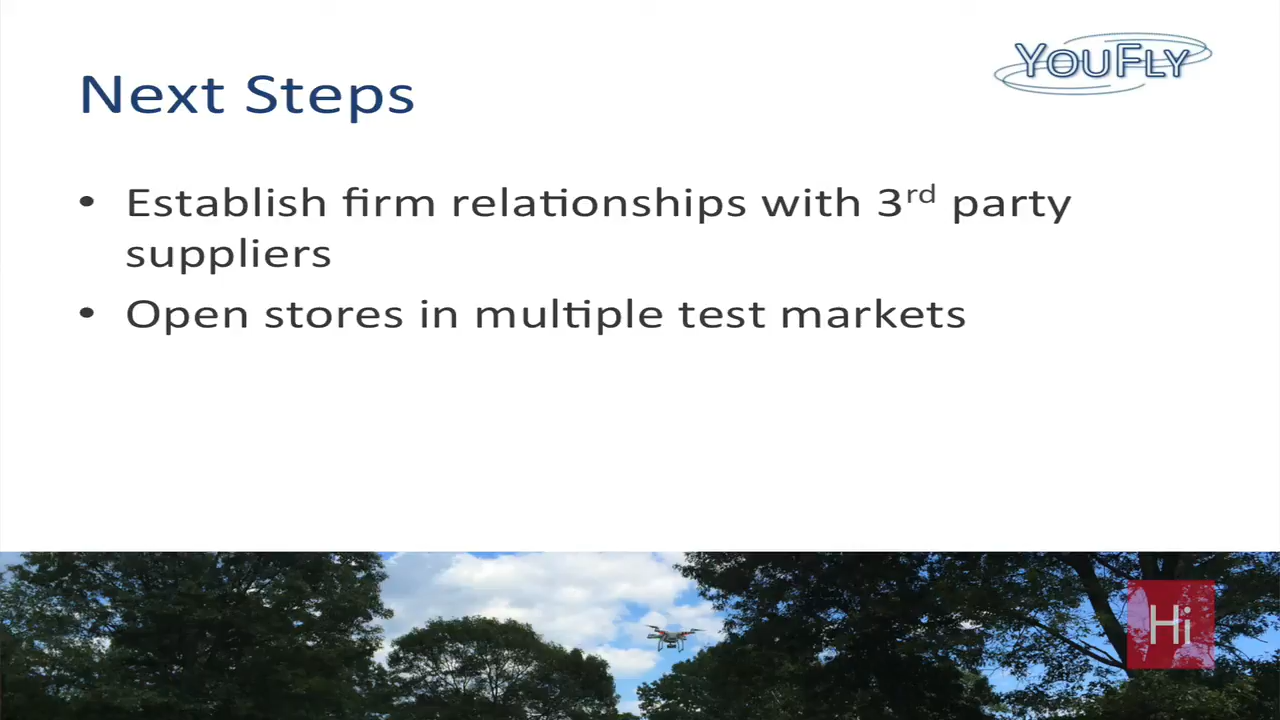 YouFly
Next Steps
• Establish firm relationships with 3rd party
suppliers
• Open stores in multiple test markets
Hi